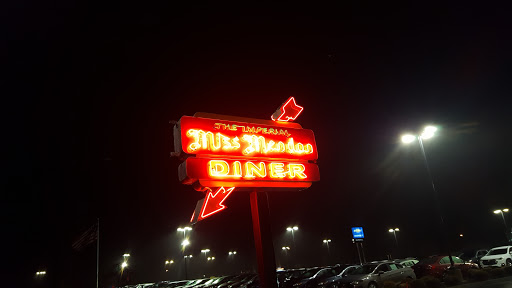 THE IMPERIAL
Miss Mendon
DINER